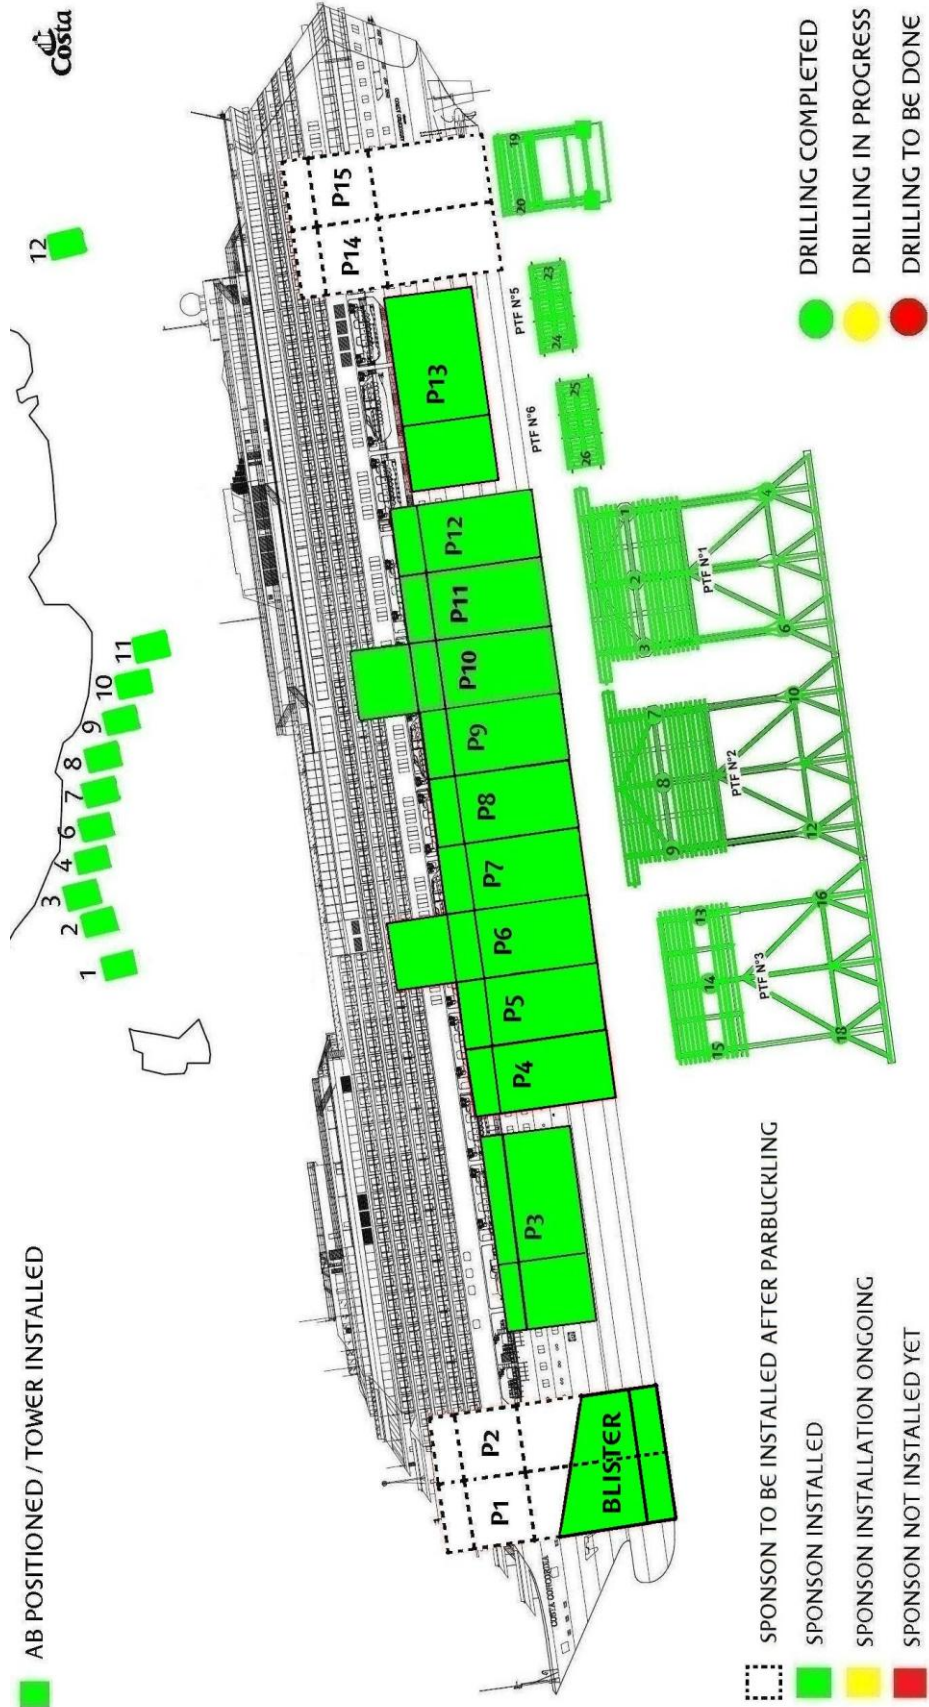 AB POSITIONED / TOWER INSTALLED
Costa
1
2
3
4
6
7
8
9
10
11
12
P1
P2
BLISTER
P3
P4
P5
P6
P7
P8
P9
P10
P11
P12
P13
P14
P15
COSTA CONCORDIA
15
14
13
PTF N°3
18
16
9
8
7
PTF N°2
12
10
3
2
1
PTF N°1
6
4
PTF N°6
26
25
PTF N°5
24
23
20
19
SPONSON TO BE INSTALLED AFTER PARBUCKLING
SPONSON INSTALLED
SPONSON INSTALLATION ONGOING
SPONSON NOT INSTALLED YET
DRILLING COMPLETED
DRILLING IN PROGRESS
DRILLING TO BE DONE